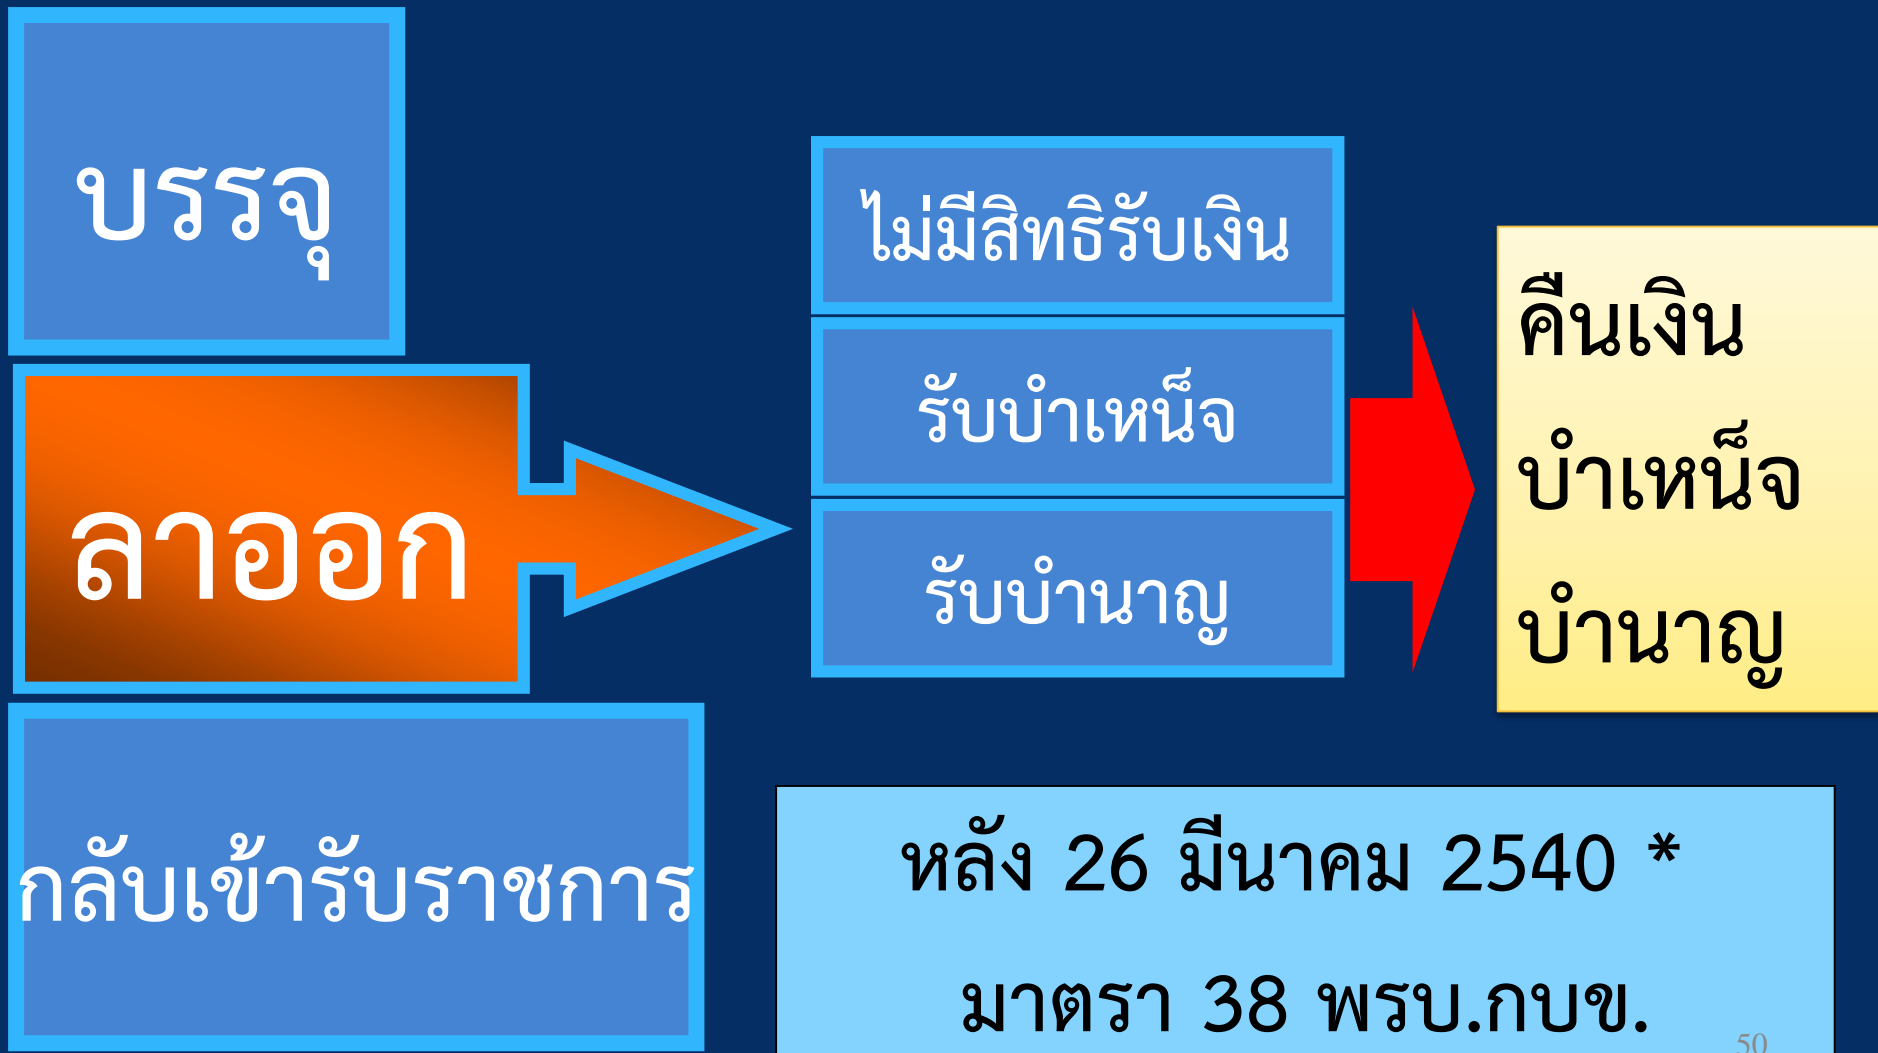 บรรจุ
ลาออก
กลับเข้ารับราชการ
ไม่มีสิทธิรับเงิน
รับบำเหน็จ
รับบำนาญ
คืนเงิน
บำเหน็จ
บำนาญ
หลัง 26 มีนาคม 2540 *
มาตรา 38 พรบ.กบข.
50